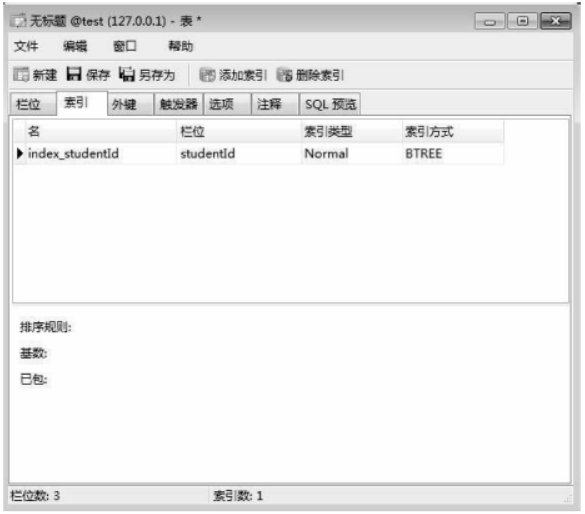 无标题 @test (127.0.0.1) - 表 *
文件 编辑 窗口 帮助
新建 保存 另存为 添加索引 删除索引
栏位 索引 外键 触发器 选项 注释 SQL 预览
名 栏位 索引类型 索引方式
index_studentId studentId Normal BTREE
排序规则:
基数:
已包:
栏位数: 3 索引数: 1